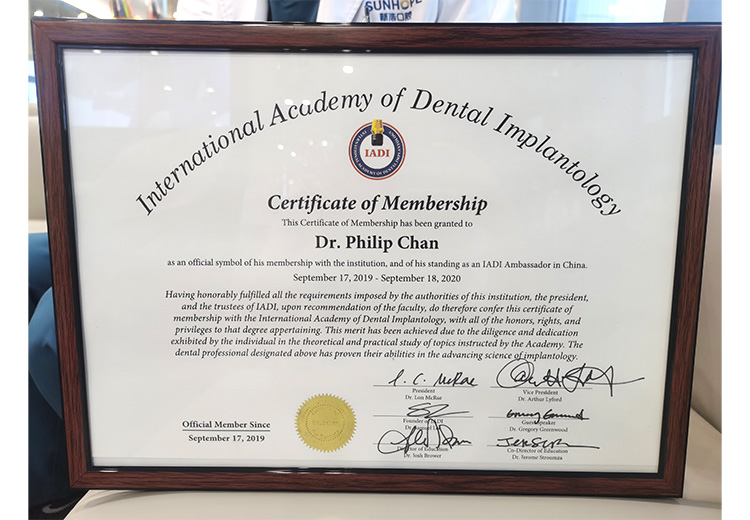 SUNHOPE
International Academy of Dental Implantology
IADI
Certificate of Membership
This Certificate of Membership has been granted to
Dr. Philip Chan
as an official symbol of his membership with the institution, and of his standing as an IADI Ambassador in China.
September 17, 2019 - September 18, 2020
Having honorably fulfilled all the requirements imposed by the authorities of this institution, the president,
and the trustees of IADI, upon recommendation of the faculty, do therefore confer this certificate of
membership with the International Academy of Dental Implantology, with all of the honors, rights, and
privileges to that degree appertaining. This merit has been achieved due to the diligence and dedication
exhibited by the individual in the theoretical and practical study of topics instructed by the Academy. The
dental professional designated above has proven their abilities in the advancing science of implantology.
President
Dr. Lon McRae
Vice President
Dr. Arthur Lyford
Founder of IADI
Guest Speaker
Dr. Gregory Greenwood
Official Member Since
September 17, 2019
Director of Education
Dr. Josh Brower
Co-Director of Education
Dr. Jerome Stroumza